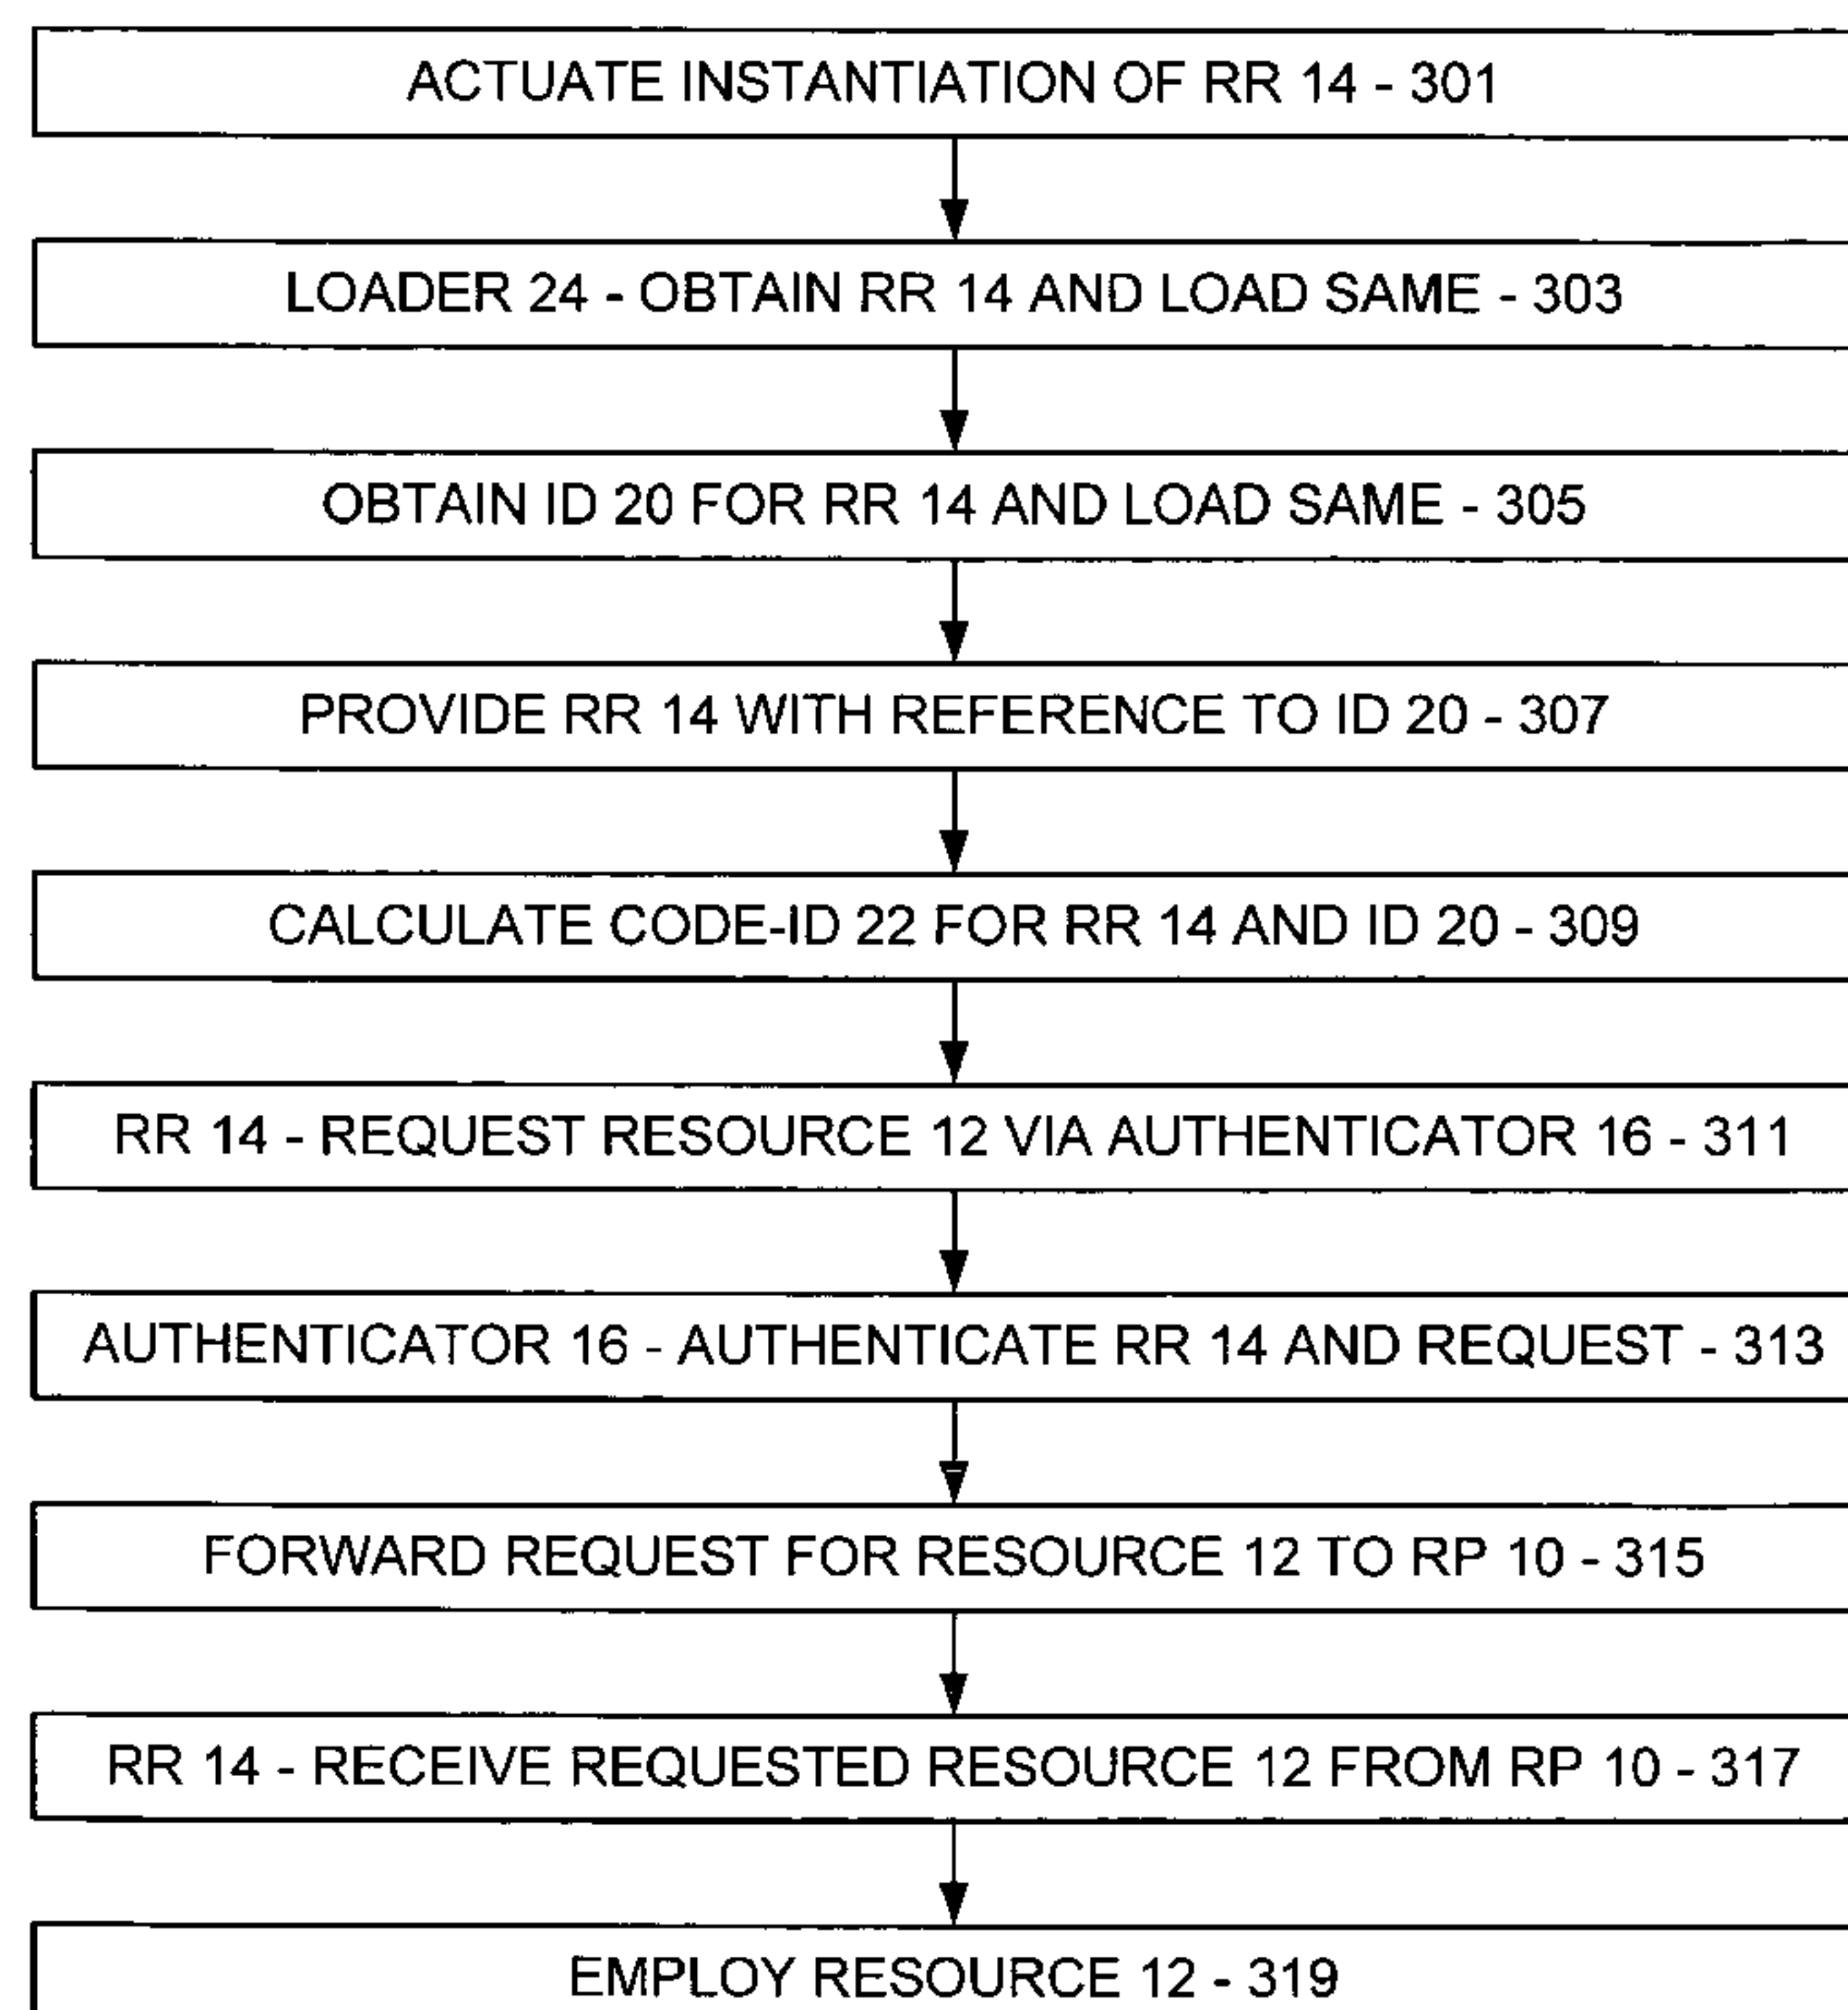 ACTUATE INSTANTIATION OF RR 14 - 301
LOADER 24 - OBTAIN RR 14 AND LOAD SAME - 303
OBTAIN ID 20 FOR RR 14 AND LOAD SAME - 305
PROVIDE RR 14 WITH REFERENCE TO ID 20 - 307
CALCULATE CODE-ID 22 FOR RR 14 AND ID 20 - 309
RR 14 - REQUEST RESOURCE 12 VIA AUTHENTICATOR 16 - 311
AUTHENTICATOR 16 - AUTHENTICATE RR 14 AND REQUEST - 313
FORWARD REQUEST FOR RESOURCE 12 TO RP 10 - 315
RR 14 - RECEIVE REQUESTED RESOURCE 12 FROM RP 10 - 317
EMPLOY RESOURCE 12 - 319